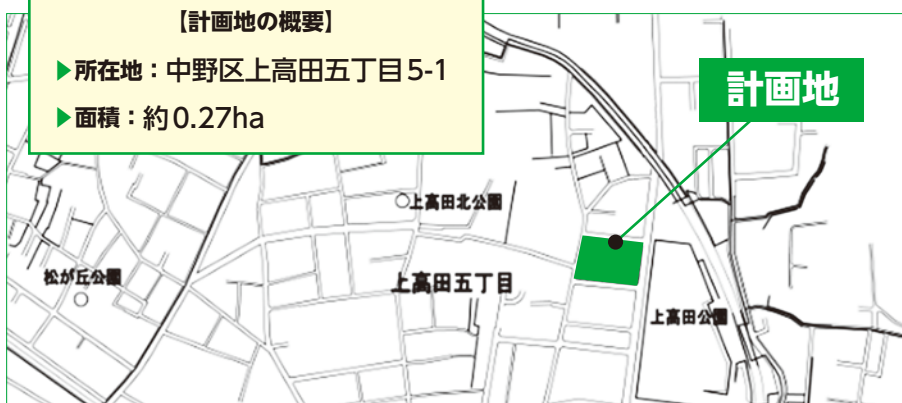 【計画地の概要】
▶所在地：中野区上高田五丁目5-1
▶面積：約0.27ha
計画地
上高田北公園
松が丘公園
上高田五丁目
上高田公園